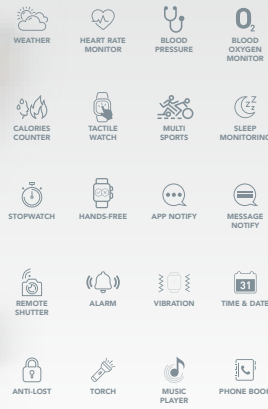 O₂
WEATHER
HEART RATE
MONITOR
BLOOD
PRESSURE
BLOOD
OXYGEN
MONITOR
zzz
CALORIES
COUNTER
TACTILE
WATCH
MULTI
SPORTS
SLEEP
MONITORING
STOPWATCH
HANDS-FREE
APP NOTIFY
MESSAGE
NOTIFY
31
REMOTE
SHUTTER
ALARM
VIBRATION
TIME & DATE
ANTI-LOST
TORCH
MUSIC
PLAYER
PHONE BOOK